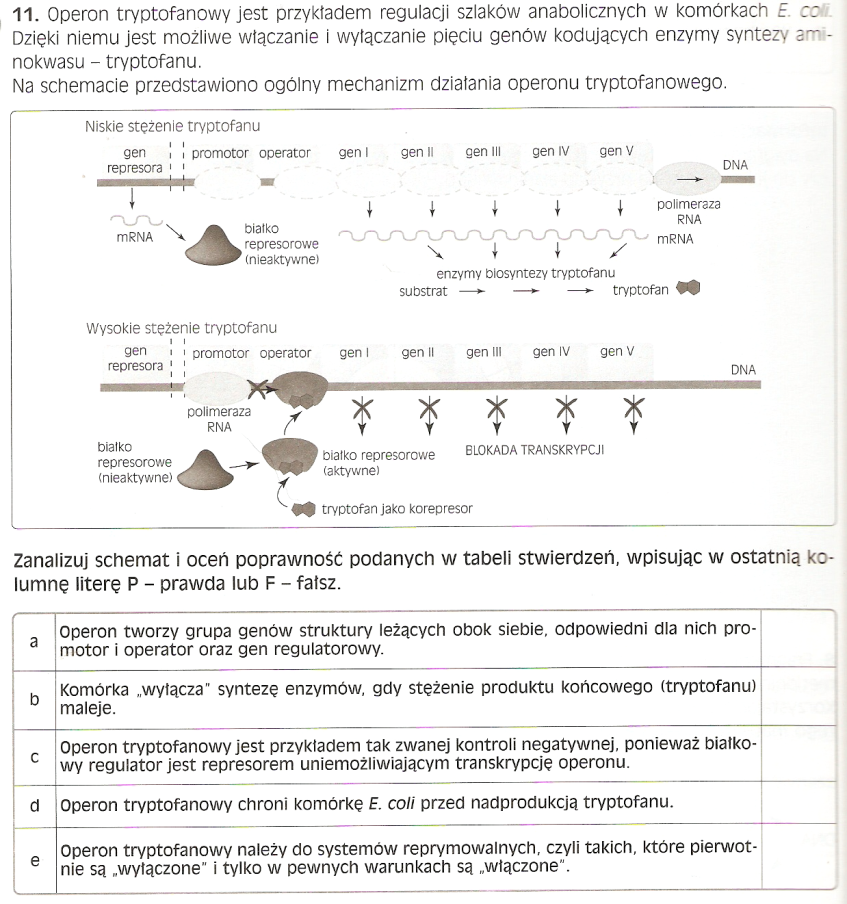 11. Operon tryptofanowy jest przykładem regulacji szlaków anabolicznych w komórkach E. coli.
Dzięki niemu jest możliwe włączanie i wyłączanie pięciu genów kodujących enzymy syntezy ami-
nokwasu – tryptofanu.
Na schemacie przedstawiono ogólny mechanizm działania operonu tryptofanowego.
Niskie stężenie tryptofanu
gen represora
promotor
operator
gen I
gen II
gen III
gen IV
gen V
DNA
polimeraza
RNA
mRNA
białko
represorowe
(nieaktywne)
mRNA
enzymy biosyntezy tryptofanu
substrat
tryptofan
Wysokie stężenie tryptofanu
gen represora
promotor
operator
gen I
gen II
gen III
gen IV
gen V
DNA
polimeraza
RNA
białko
represorowe
(nieaktywne)
białko represorowe
(aktywne)
BLOKADA TRANSKRYPCJI
tryptofan jako korepresor
Zanalizuj schemat i oceń poprawność podanych w tabeli stwierdzeń, wpisując w ostatnią ko-
lumnę literę P – prawda lub F – fałsz.
a Operon tworzy grupa genów struktury leżących obok siebie, odpowiedni dla nich pro-
motor i operator oraz gen regulatorowy.
b Komórka „wyłącza” syntezę enzymów, gdy stężenie produktu końcowego (tryptofanu)
maleje.
c Operon tryptofanowy jest przykładem tak zwanej kontroli negatywnej, ponieważ białko-
wy regulator jest represorem uniemożliwiającym transkrypcję operonu.
d Operon tryptofanowy chroni komórkę E. coli przed nadprodukcją tryptofanu.
e Operon tryptofanowy należy do systemów reprymowalnych, czyli takich, które pierwot-
nie są „wyłączone” i tylko w pewnych warunkach są „włączone”.